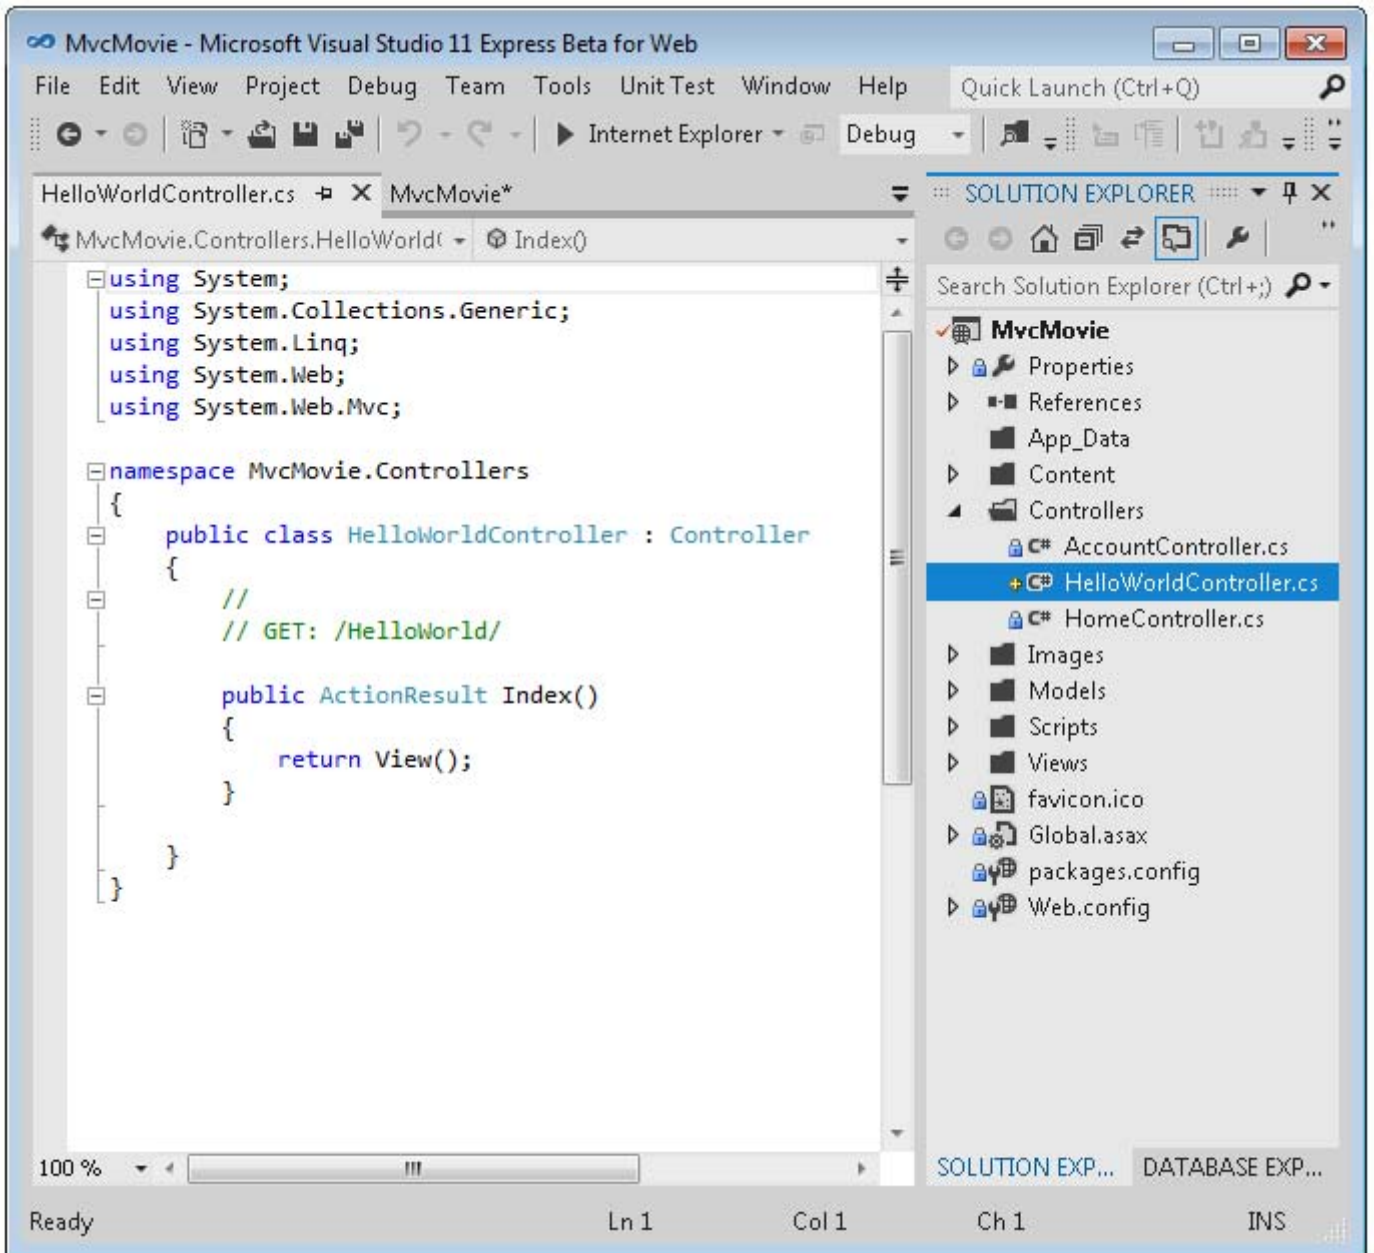 MvcMovie - Microsoft Visual Studio 11 Express Beta for Web
File Edit View Project Debug Team Tools Unit Test Window Help Quick Launch (Ctrl+Q)
Internet Explorer Debug
HelloWorldController.cs MvcMovie*
MvcMovie.Controllers.HelloWorld( Index()
using System;
using System.Collections.Generic;
using System.Linq;
using System.Web;
using System.Web.Mvc;
namespace MvcMovie.Controllers
{
public class HelloWorldController : Controller
{
//
// GET: /HelloWorld/
public ActionResult Index()
{
return View();
}
}
}
100 %
SOLUTION EXPLORER
Search Solution Explorer (Ctrl+;)
MvcMovie
Properties
References
App_Data
Content
Controllers
C# AccountController.cs
C# HelloWorldController.cs
C# HomeController.cs
Images
Models
Scripts
Views
favicon.ico
Global.asax
packages.config
Web.config
SOLUTION EXP... DATABASE EXP...
Ready Ln 1 Col 1 Ch 1 INS